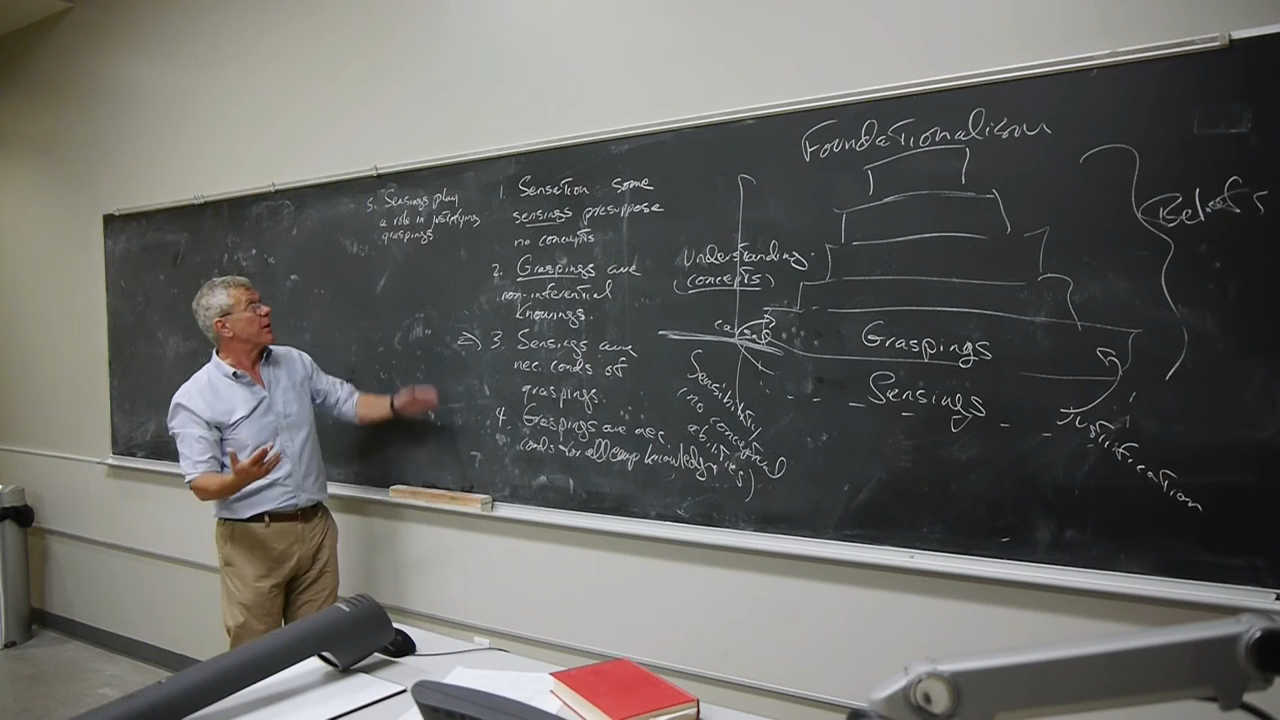 5. Sensings play
a role in justifying
graspings
1. Sensation: some
sensings presuppose
no concepts
2. Graspings are
non-inferential
knowings.
=> 3. Sensings are
nec. conds of
graspings.
4. Graspings are nec.
conds for all emp knowledge
Understanding
(concepts)
causal
Sensibility
(no conceptual
abilities)
Foundationalism
Graspings
Sensings
Justification
Beliefs